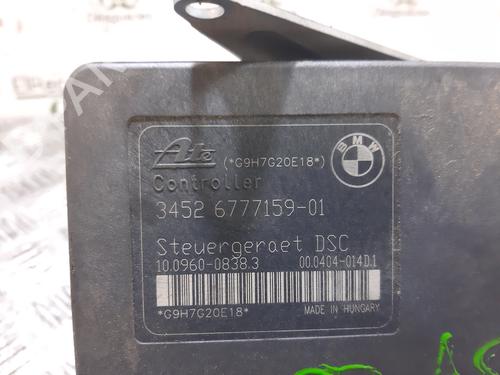 Ate (*G9H7G20E18*) BMW
Controller
3452 6777159-01
Steuergeraet DSC
10.0960-0838.3 00.0404-014D.1
*G9H7G20E18* MADE IN HUNGARY